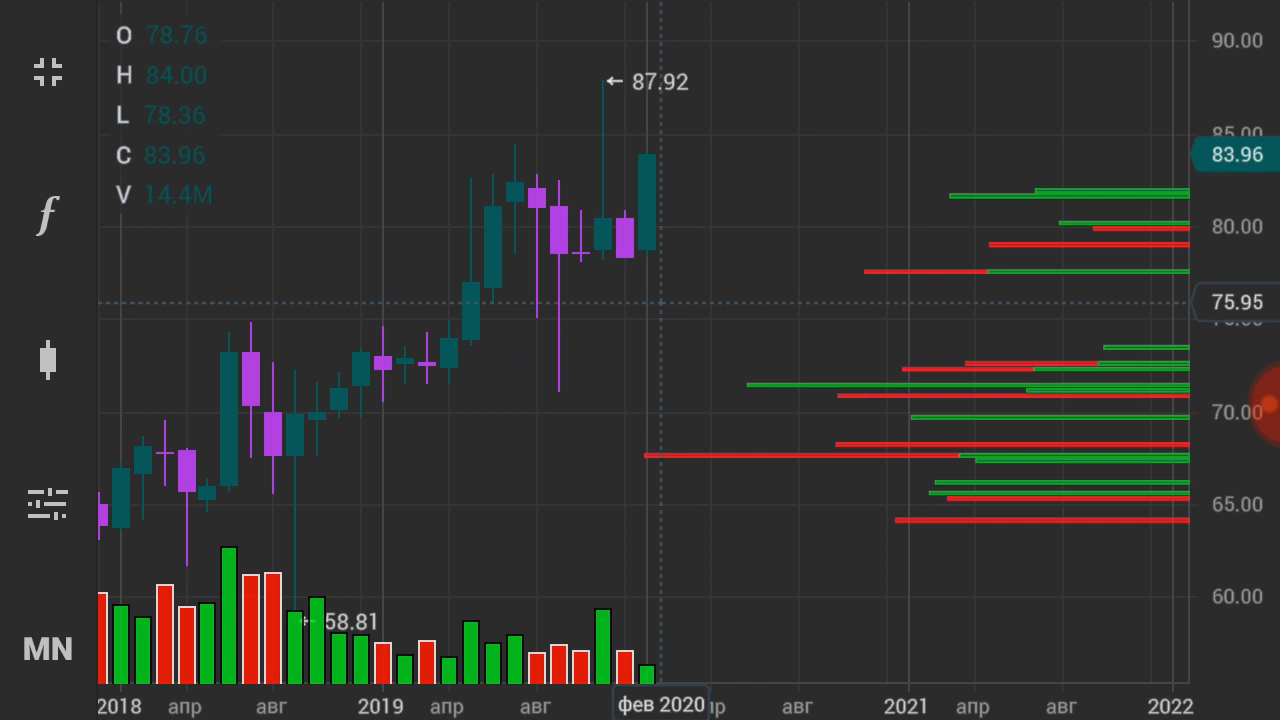 O 78.76
H 84.00
L 78.36
C 83.96
V 14.4M
87.92
58.81
90.00
85.00
83.96
80.00
75.95
70.00
65.00
60.00
f
MN
2018 апр авг 2019 апр авг фев 2020 пр авг 2021 апр авг 2022